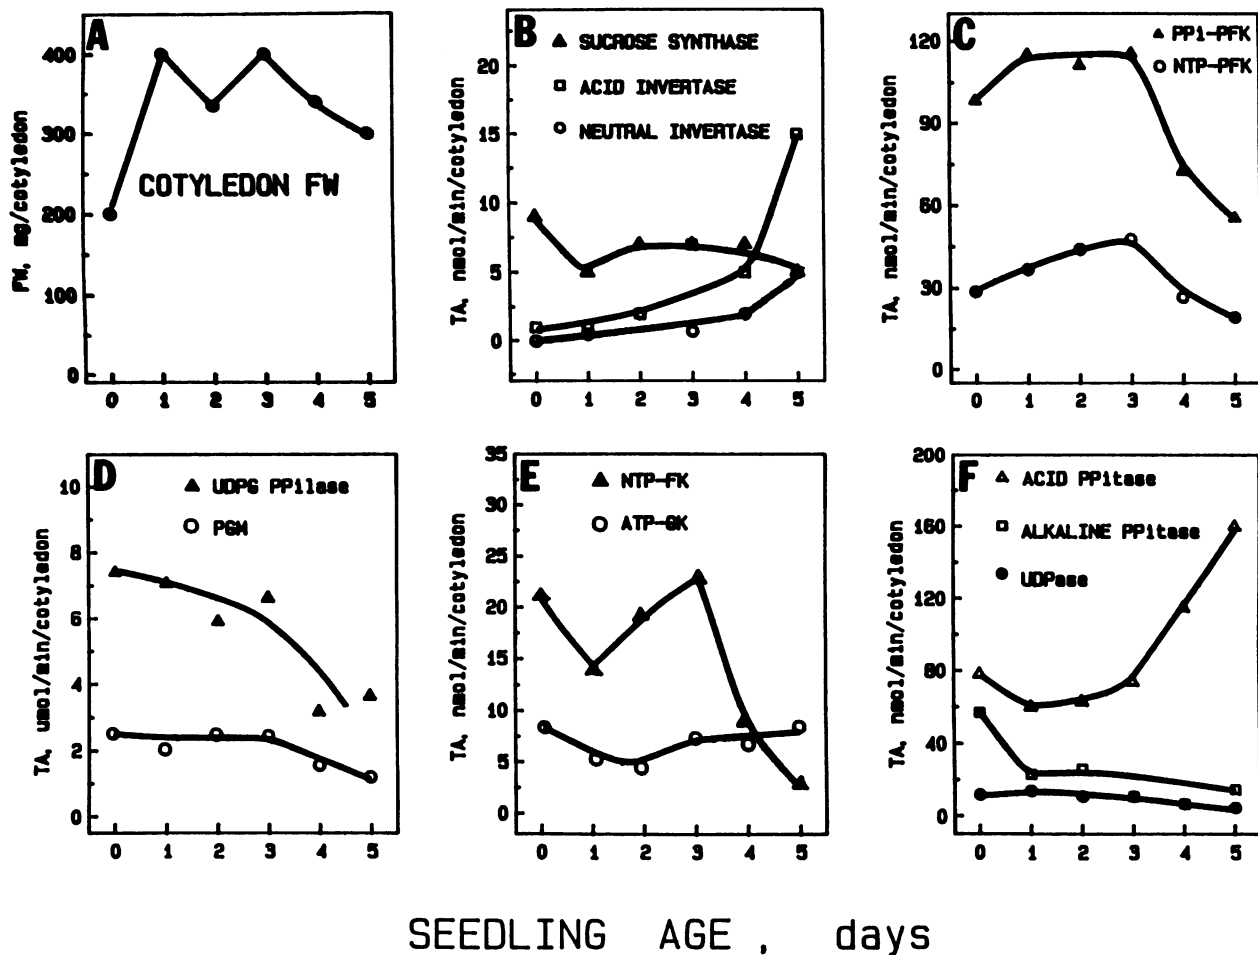 A
FW, mg/cotyledon
400
300
200
100
0
COTYLEDON FW
0 1 2 3 4 5
B
TA, nmol/min/cotyledon
20
15
10
5
0
SUCROSE SYNTHASE
ACID INVERTASE
NEUTRAL INVERTASE
0 1 2 3 4 5
C
TA, nmol/min/cotyledon
120
90
60
30
0
PPi-PFK
NTP-PFK
0 1 2 3 4 5
D
TA, umol/min/cotyledon
10
8
6
4
2
0
UDPG PPilase
PGM
0 1 2 3 4 5
E
TA, nmol/min/cotyledon
35
30
25
20
15
10
5
0
NTP-FK
ATP-GK
0 1 2 3 4 5
F
TA, nmol/min/cotyledon
200
160
120
80
40
0
ACID PPitase
ALKALINE PPitase
UDPase
0 1 2 3 4 5
SEEDLING AGE , days